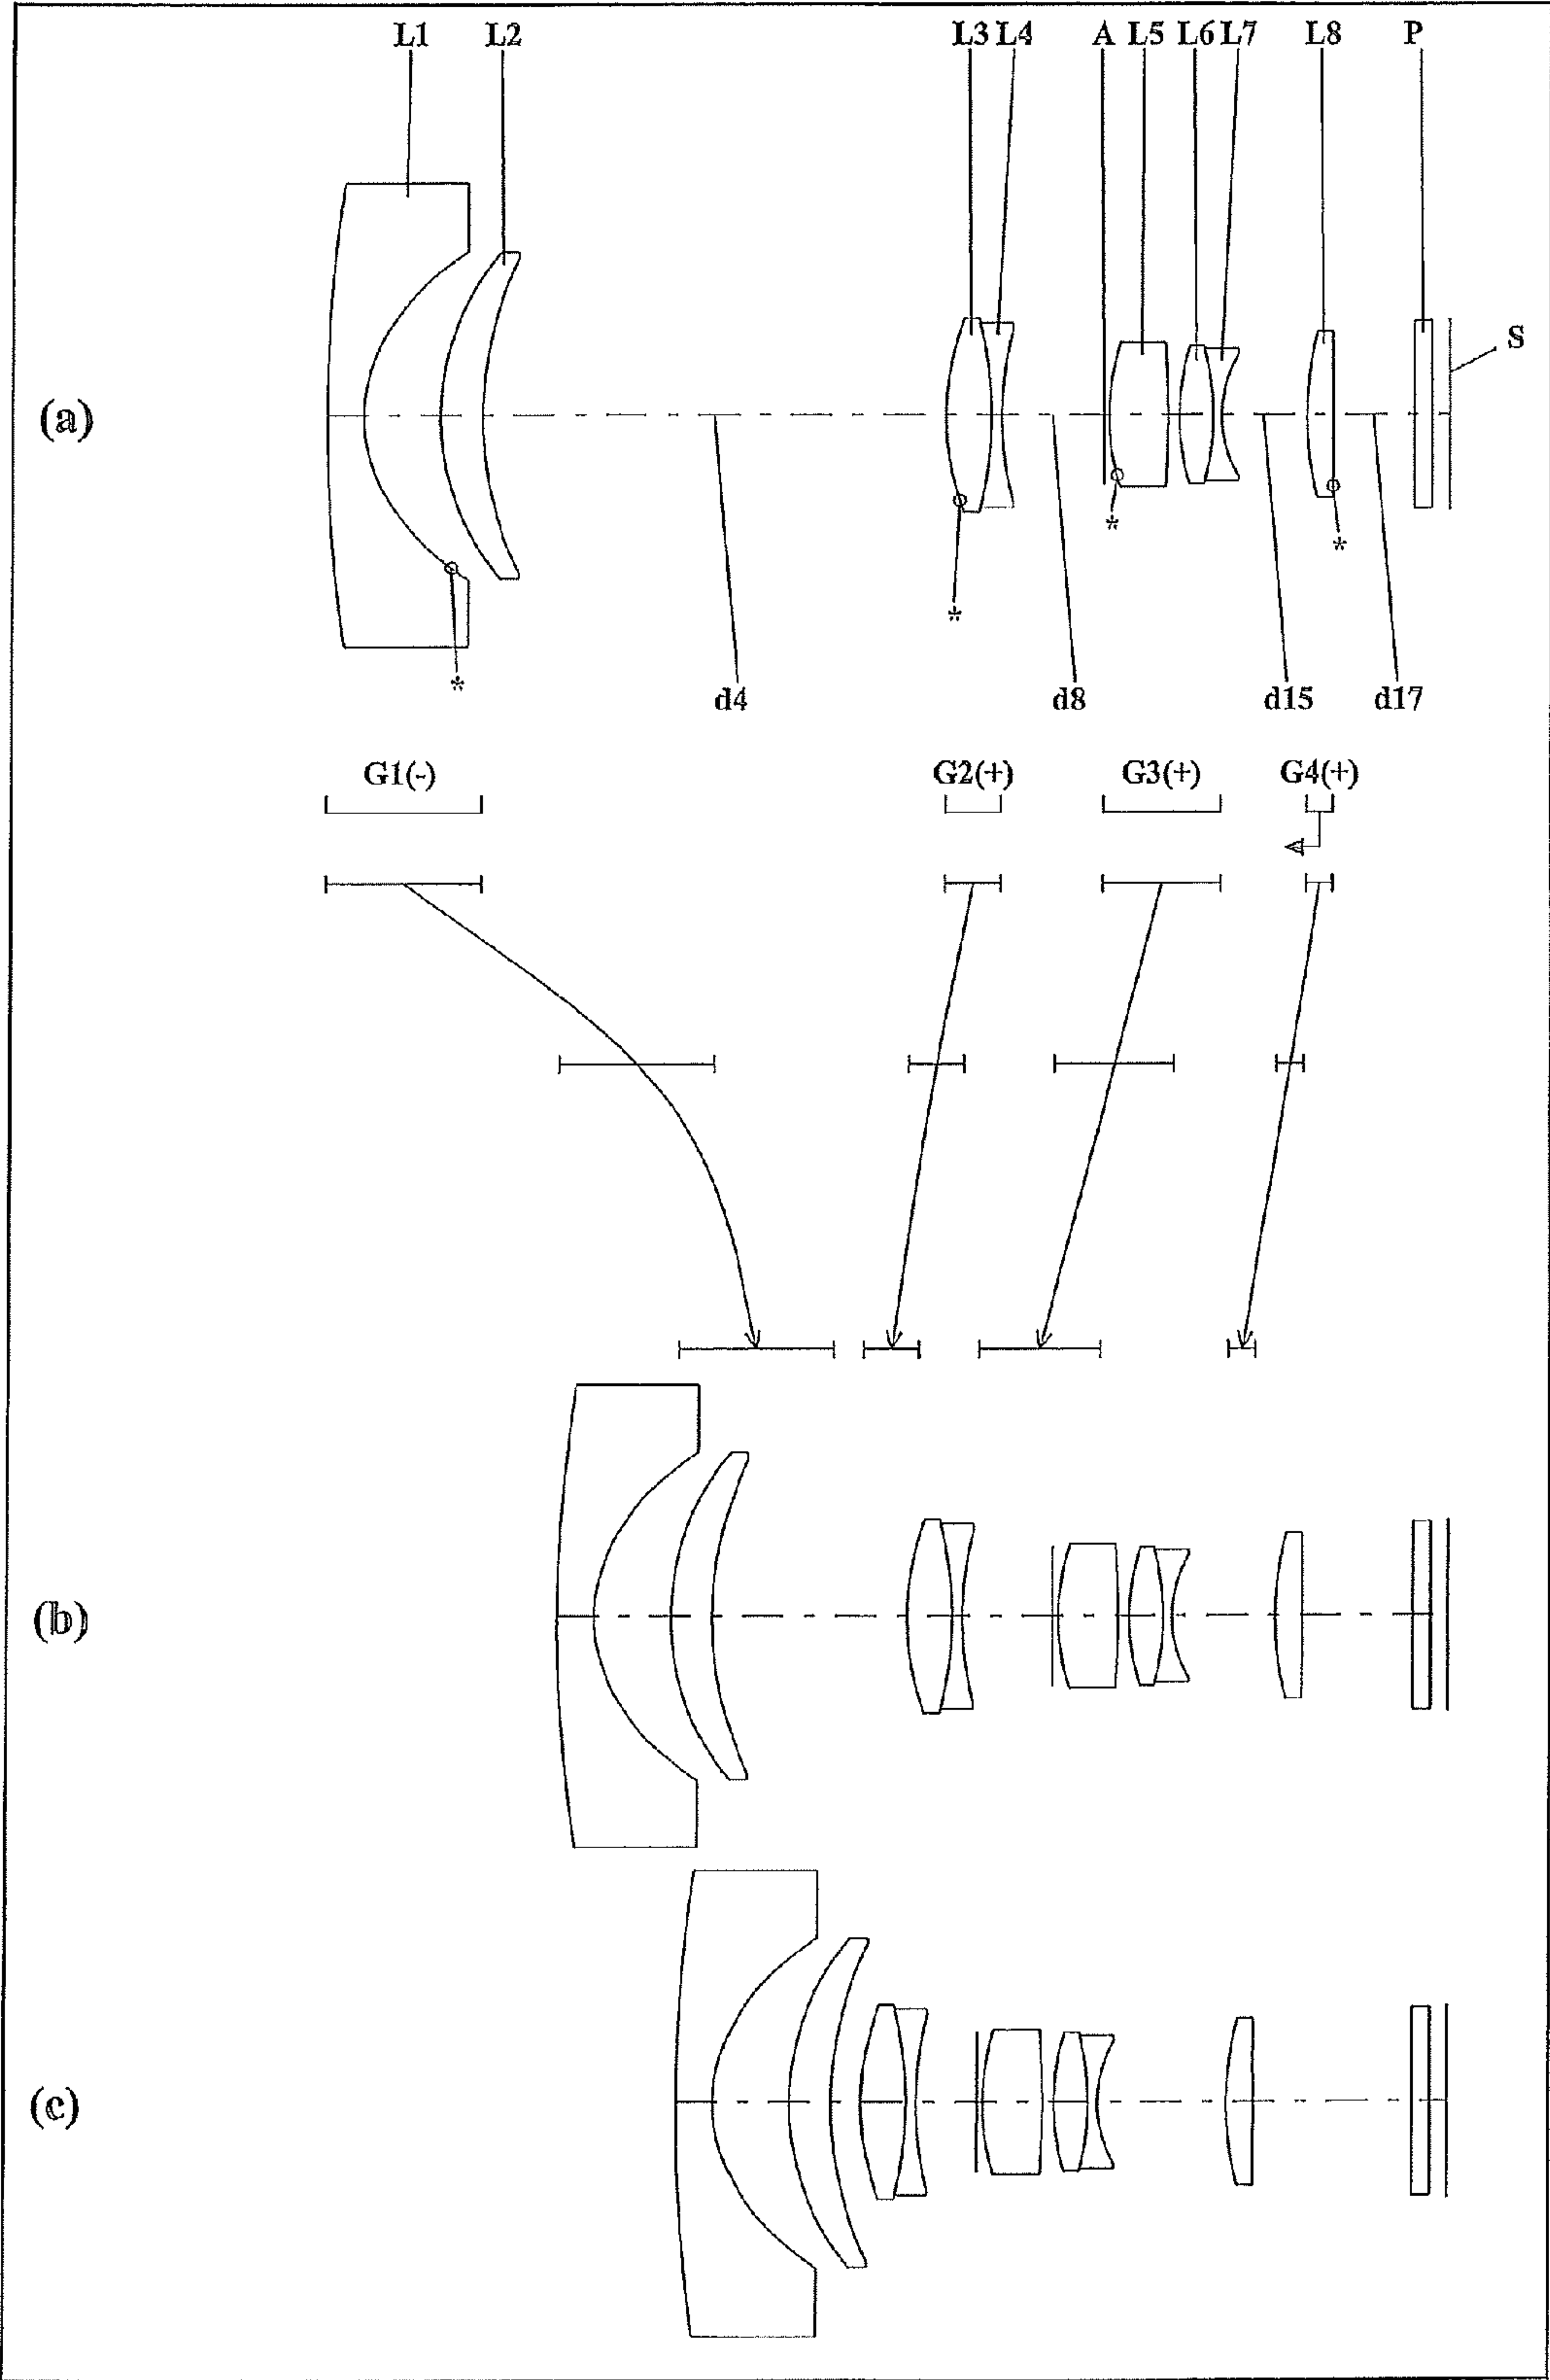 L1 L2 L3 L4 A L5 L6 L7 L8 P
S
(a)
*
*
*
*
d4 d8 d15 d17
G1(-) G2(+) G3(+) G4(+)
(b)
(c)